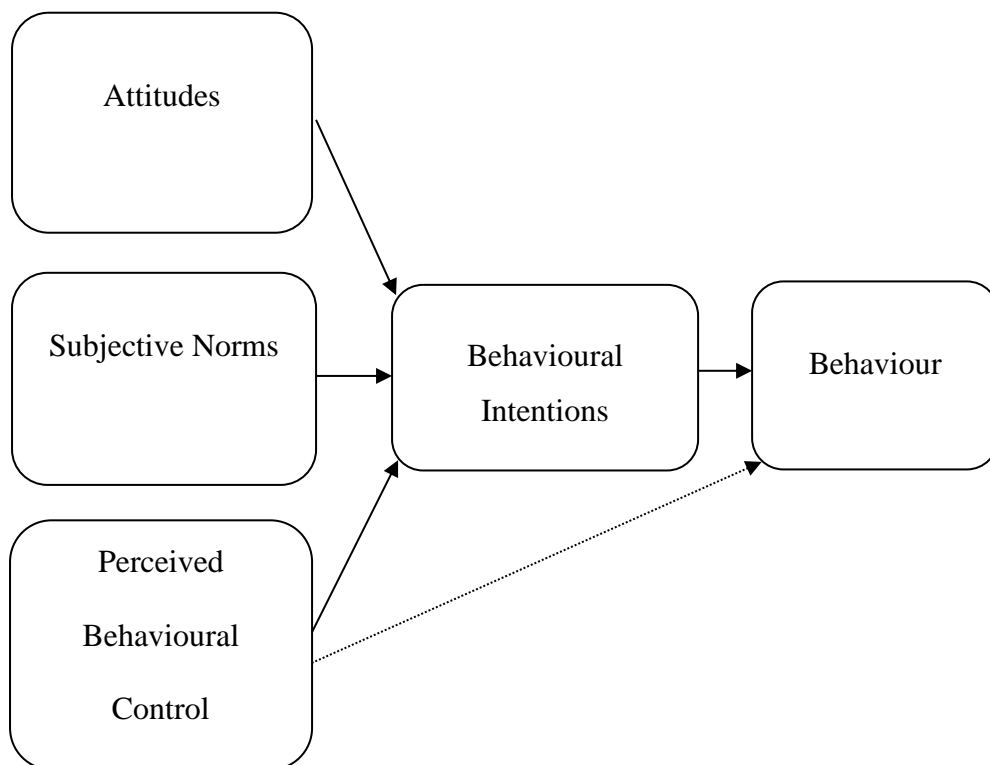 Attitudes
Subjective Norms
Behavioural
Intentions
Behaviour
Perceived
Behavioural
Control